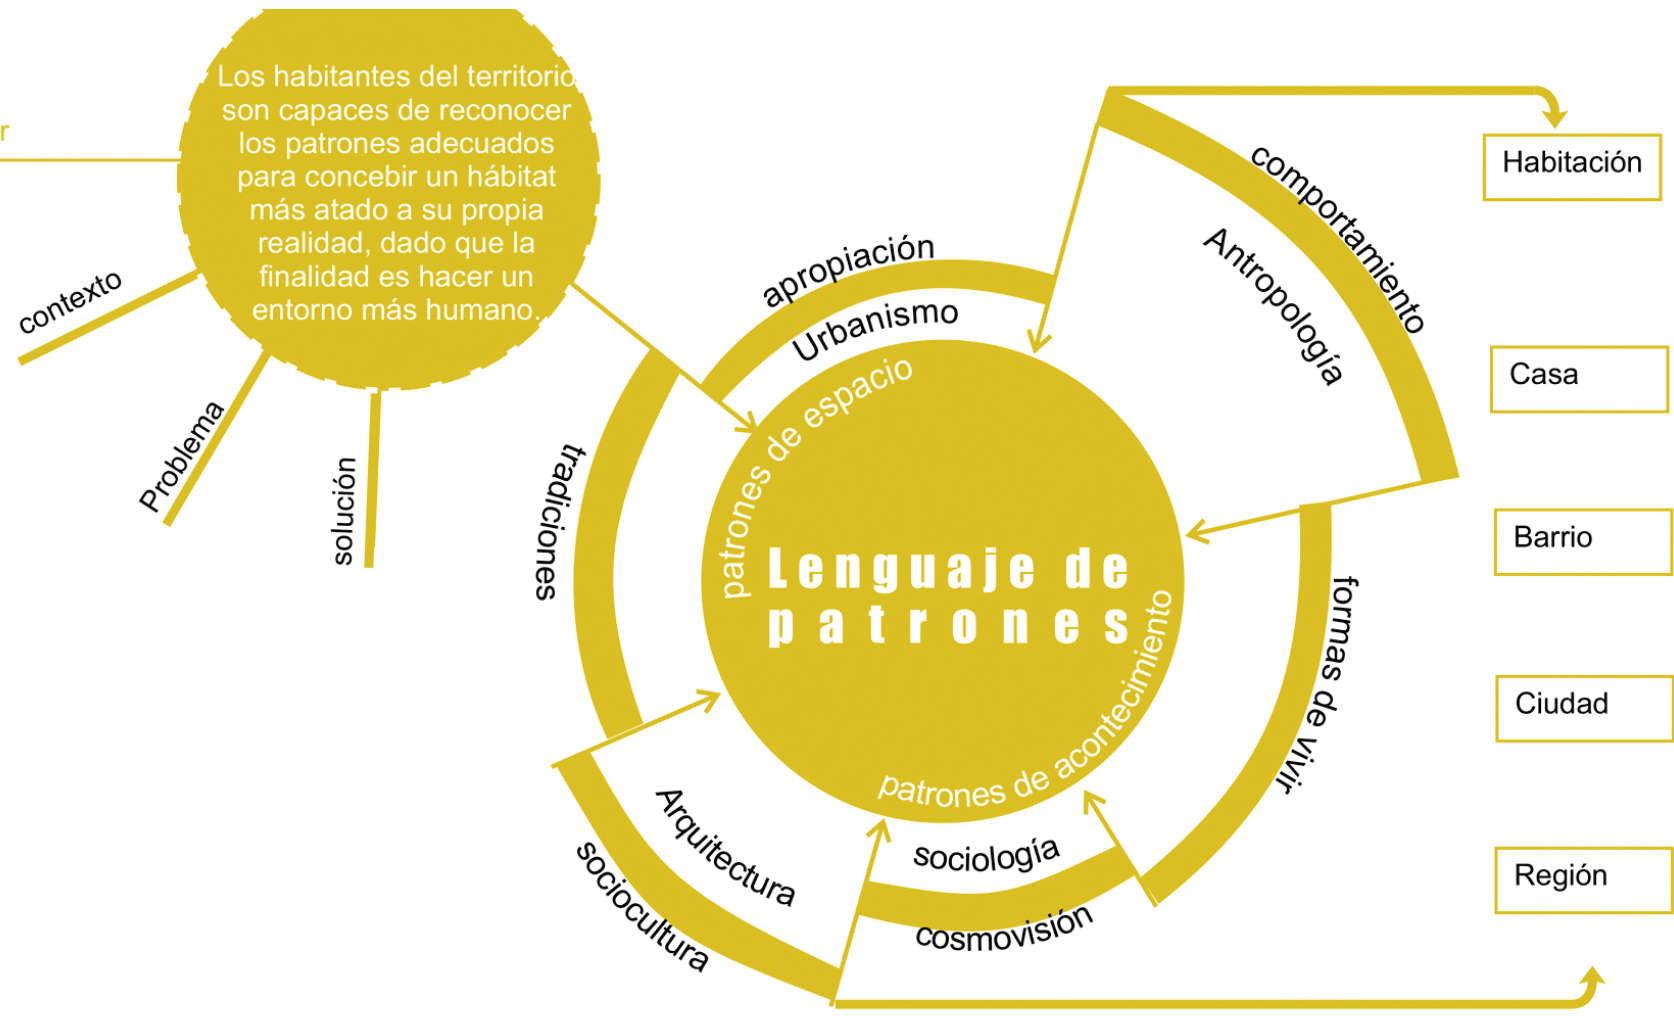 Los habitantes del territorio
son capaces de reconocer
los patrones adecuados
para concebir un hábitat
más atado a su propia
realidad, dado que la
finalidad es hacer un
entorno más humano.
r
contexto
Problema
solución
apropiación
Urbanismo
comportamiento
Antropología
tradiciones
patrones de espacio
Lenguaje de
patrones
patrones de acontecimiento
formas de vivir
Arquitectura
sociocultura
sociología
cosmovisión
Habitación
Casa
Barrio
Ciudad
Región